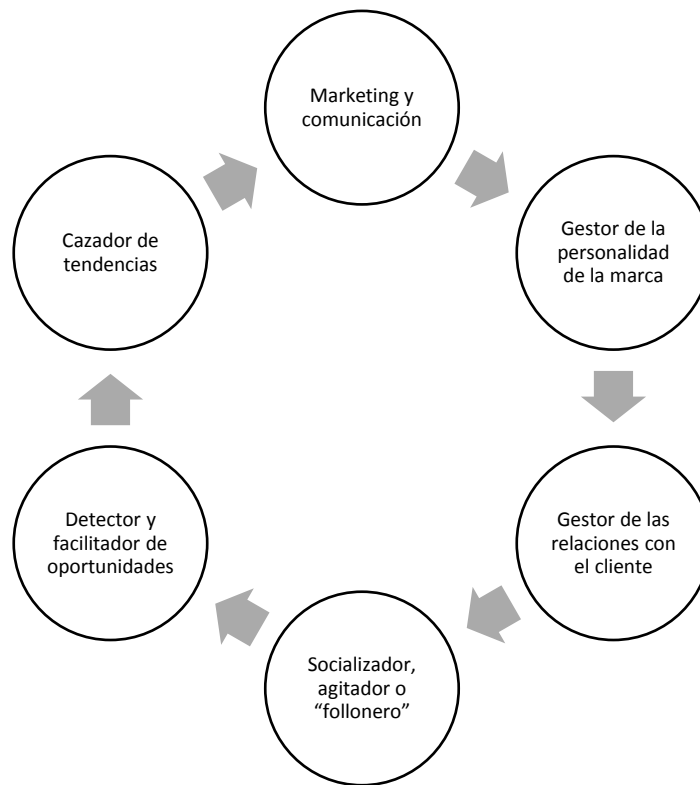 Marketing y
comunicación
Gestor de la
personalidad
de la marca
Gestor de las
relaciones con
el cliente
Socializador,
agitador o
“follonero”
Detector y
facilitador de
oportunidades
Cazador de
tendencias